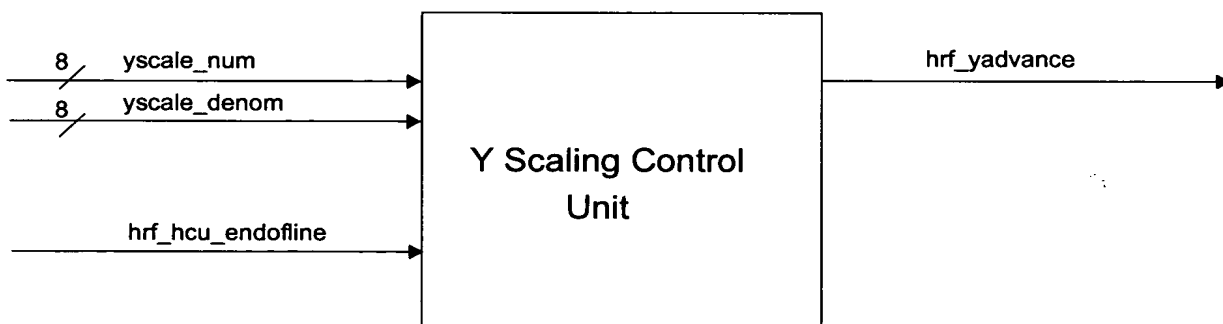 8 yscale_num
8 yscale_denom
hrf_hcu_endofline
Y Scaling Control
Unit
hrf_yadvance